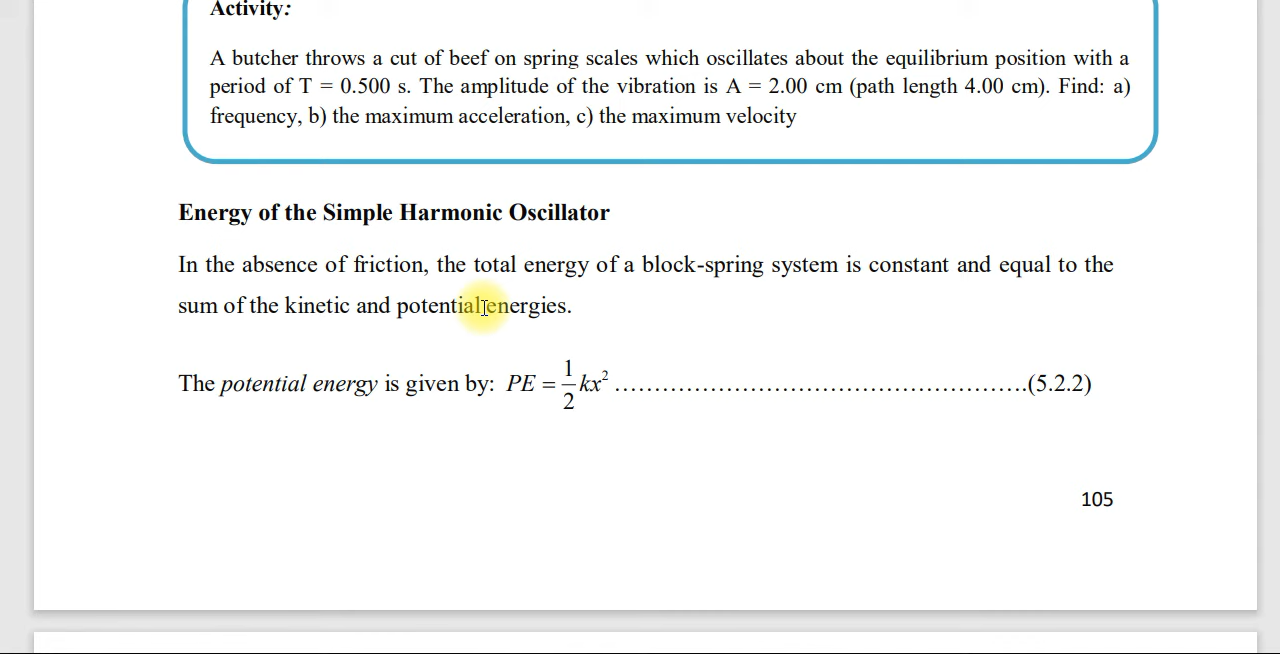 Activity:
A butcher throws a cut of beef on spring scales which oscillates about the equilibrium position with a
period of T = 0.500 s. The amplitude of the vibration is A = 2.00 cm (path length 4.00 cm). Find: a)
frequency, b) the maximum acceleration, c) the maximum velocity
Energy of the Simple Harmonic Oscillator
In the absence of friction, the total energy of a block-spring system is constant and equal to the
sum of the kinetic and potential energies.
The potential energy is given by: PE = 1/2 kx² ....................................................(5.2.2)
105